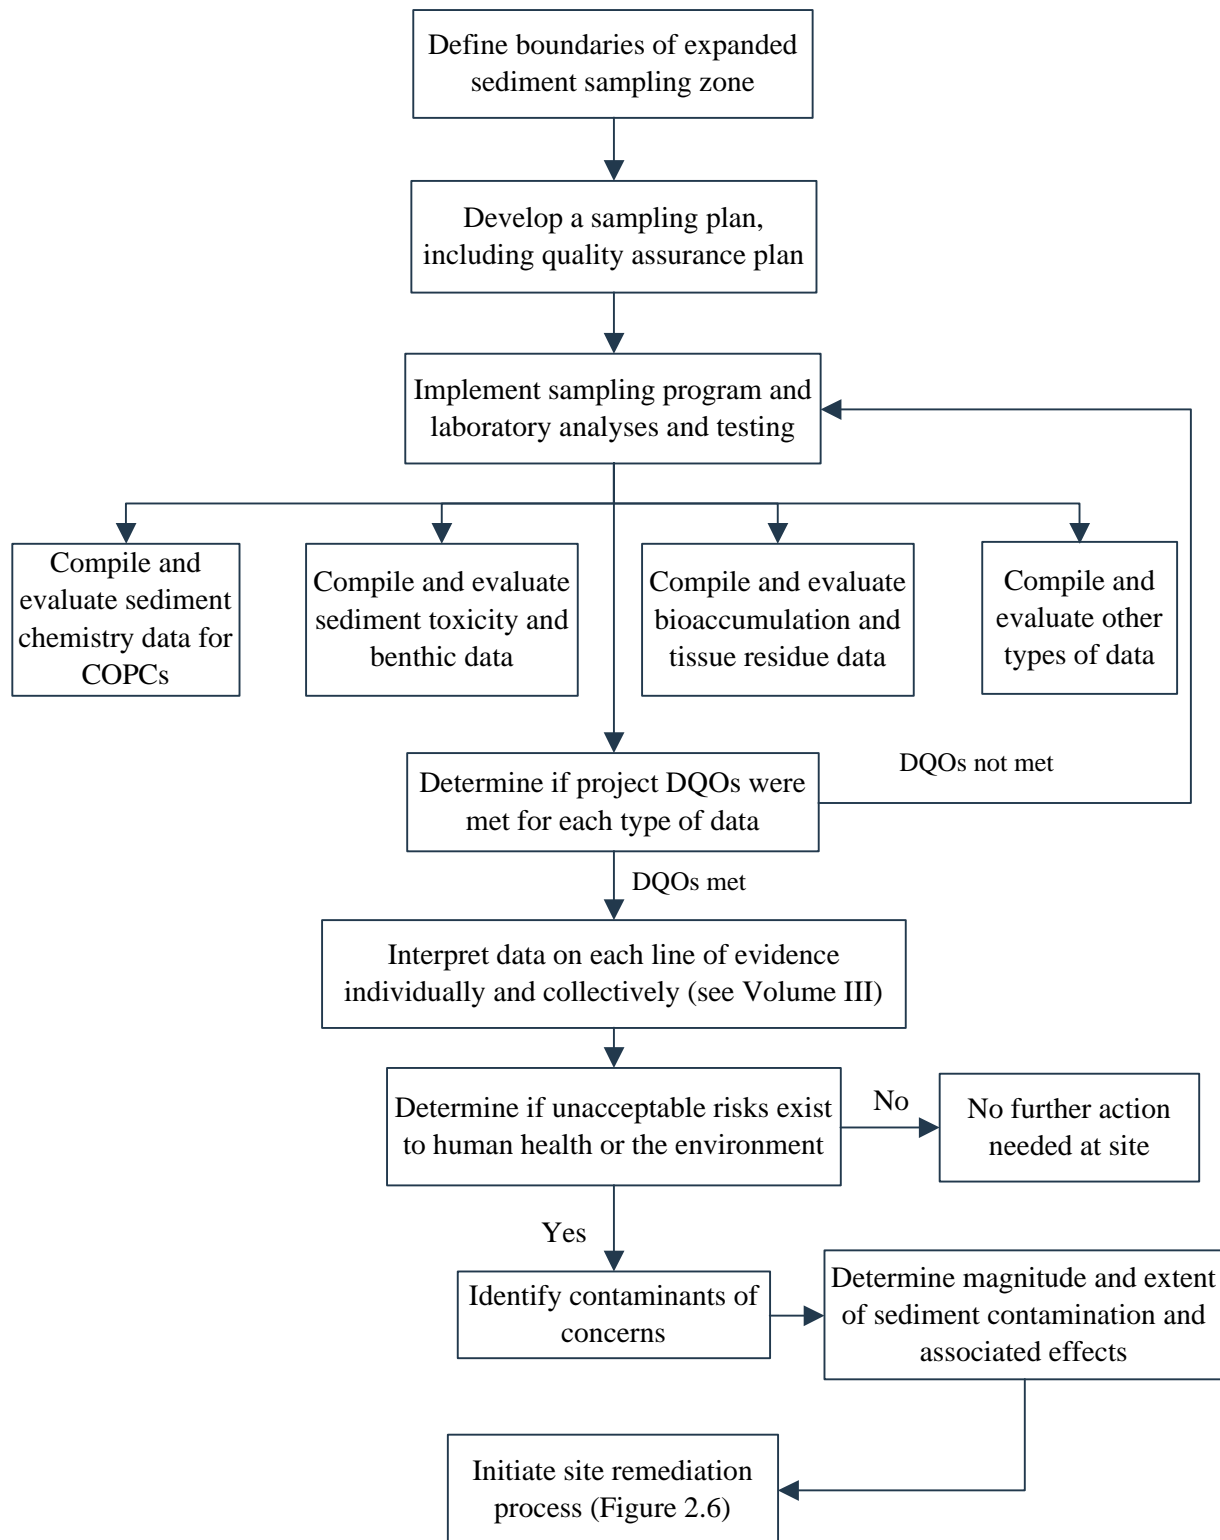 Define boundaries of expanded
sediment sampling zone
Develop a sampling plan,
including quality assurance plan
Implement sampling program and
laboratory analyses and testing
Compile and
evaluate sediment
chemistry data for
COPCs
Compile and evaluate
sediment toxicity and
benthic data
Compile and evaluate
bioaccumulation and
tissue residue data
Compile and
evaluate other
types of data
Determine if project DQOs were
met for each type of data
DQOs not met
DQOs met
Interpret data on each line of evidence
individually and collectively (see Volume III)
Determine if unacceptable risks exist
to human health or the environment
No
No further action
needed at site
Yes
Identify contaminants of
concerns
Determine magnitude and extent
of sediment contamination and
associated effects
Initiate site remediation
process (Figure 2.6)